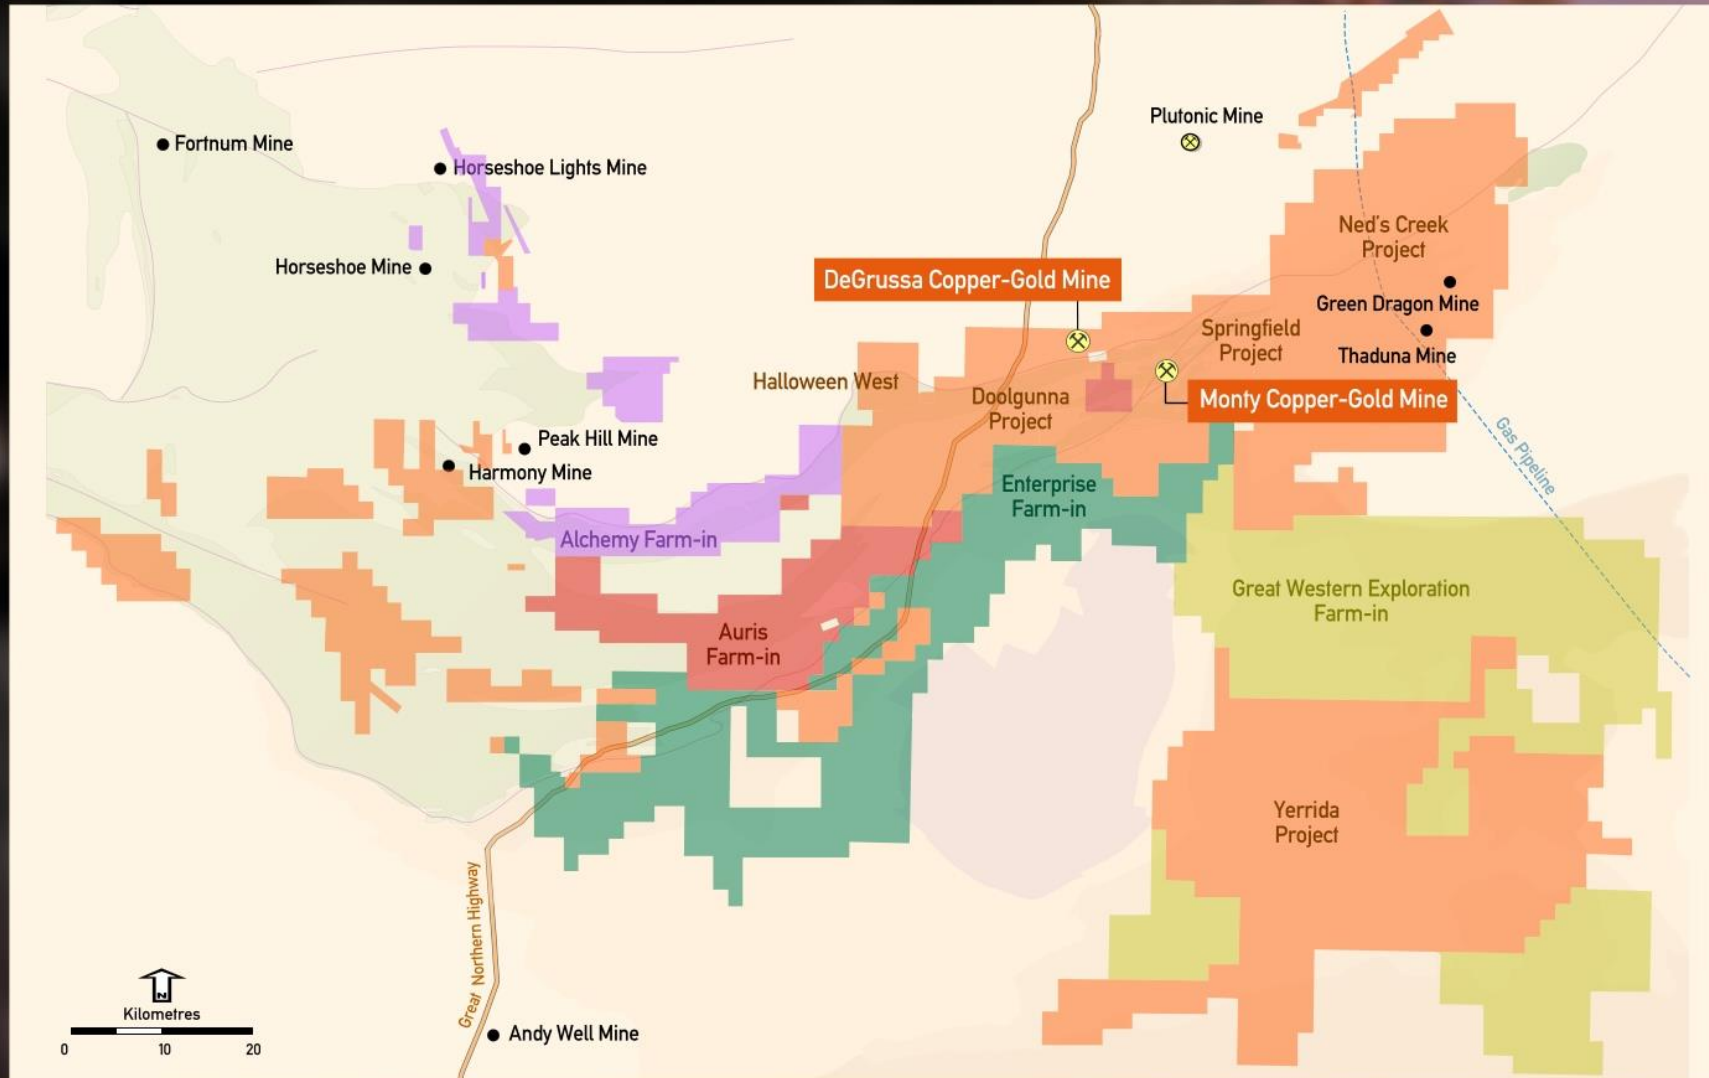 Plutonic Mine
Fortnum Mine
Horseshoe Lights Mine
Ned's Creek
Project
Horseshoe Mine
DeGrussa Copper-Gold Mine
Green Dragon Mine
Springfield
Project
Thaduna Mine
Halloween West
Doolgunna
Project
Monty Copper-Gold Mine
Peak Hill Mine
Harmony Mine
Gas Pipeline
Enterprise
Farm-in
Alchemy Farm-in
Great Western Exploration
Farm-in
Auris
Farm-in
Yerrida
Project
Great Northern Highway
N
Kilometres
0 10 20
Andy Well Mine